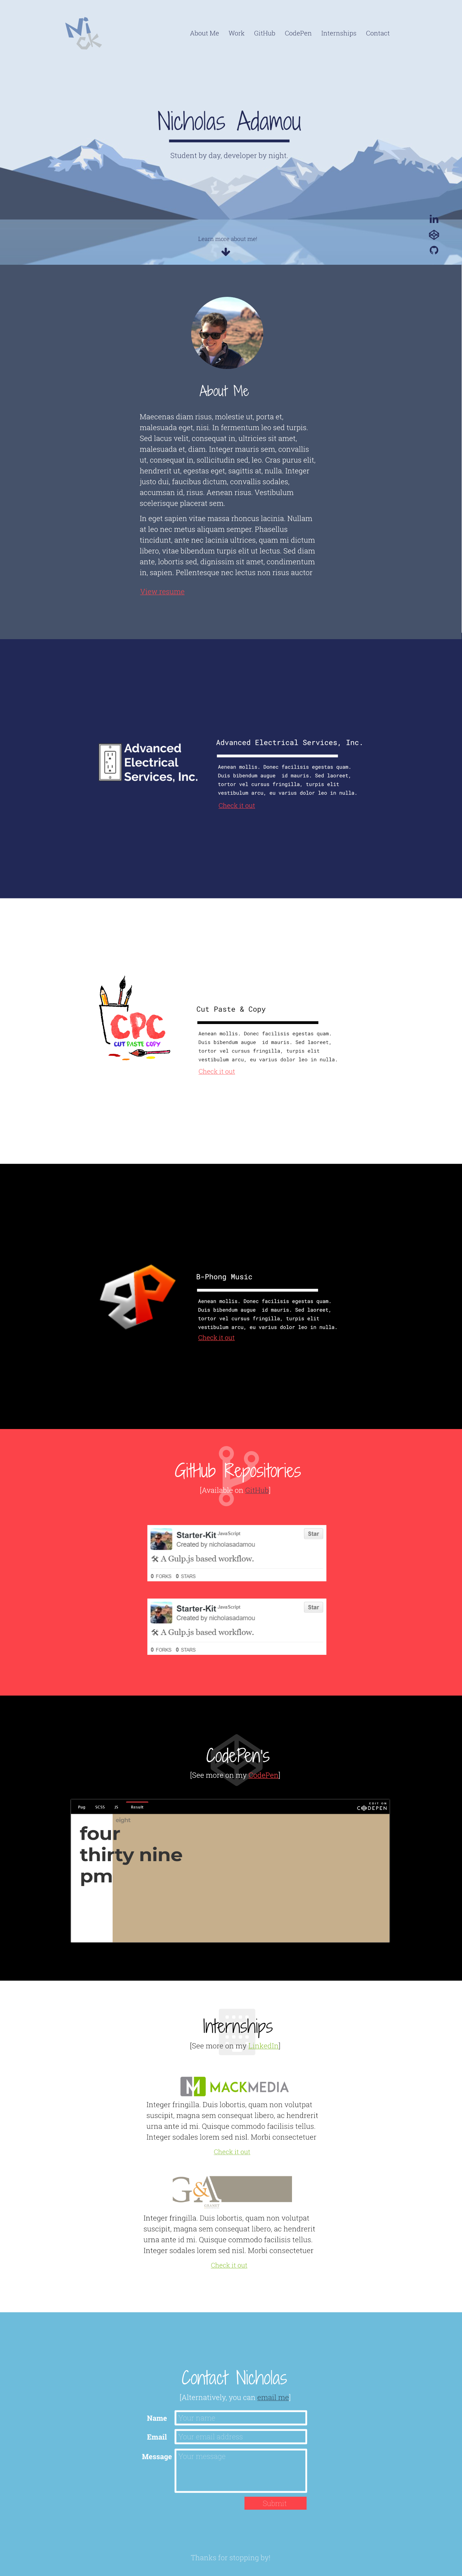 Nick
About Me Work GitHub CodePen Internships Contact
Nicholas Adamou
Student by day, developer by night.
Learn more about me!
About Me
Maecenas diam risus, molestie ut, porta et,
malesuada eget, nisi. In fermentum leo sed turpis.
Sed lacus velit, consequat in, ultricies sit amet,
malesuada et, diam. Integer mauris sem, convallis
ut, consequat in, sollicitudin sed, leo. Cras purus elit,
hendrerit ut, egestas eget, sagittis at, nulla. Integer
justo dui, faucibus dictum, convallis sodales,
accumsan id, risus. Aenean risus. Vestibulum
scelerisque placerat sem.
In eget sapien vitae massa rhoncus lacinia. Nullam
at leo nec metus aliquam semper. Phasellus
tincidunt, ante nec lacinia ultrices, quam mi dictum
libero, vitae bibendum turpis elit ut lectus. Sed diam
ante, lobortis sed, dignissim sit amet, condimentum
in, sapien. Pellentesque nec lectus non risus auctor
View resume
Advanced
Electrical
Services, Inc.
Advanced Electrical Services, Inc.
Aenean mollis. Donec facilisis egestas quam.
Duis bibendum augue id mauris. Sed laoreet,
tortor vel cursus fringilla, turpis elit
vestibulum arcu, eu varius dolor leo in nulla.
Check it out
CPC
CUT PASTE COPY
Cut Paste & Copy
Aenean mollis. Donec facilisis egestas quam.
Duis bibendum augue id mauris. Sed laoreet,
tortor vel cursus fringilla, turpis elit
vestibulum arcu, eu varius dolor leo in nulla.
Check it out
B-Phong Music
Aenean mollis. Donec facilisis egestas quam.
Duis bibendum augue id mauris. Sed laoreet,
tortor vel cursus fringilla, turpis elit
vestibulum arcu, eu varius dolor leo in nulla.
Check it out
GitHub Repositories
[Available on GitHub]
Starter-Kit JavaScript Star
Created by nicholasadamou
🛠 A Gulp.js based workflow.
0 FORKS 0 STARS
Starter-Kit JavaScript Star
Created by nicholasadamou
🛠 A Gulp.js based workflow.
0 FORKS 0 STARS
CodePen's
[See more on my CodePen]
Pug SCSS JS Result EDIT ON
CODEPEN
eight
four
thirty nine
pm
Internships
[See more on my LinkedIn]
M MACKMEDIA
Integer fringilla. Duis lobortis, quam non volutpat
suscipit, magna sem consequat libero, ac hendrerit
urna ante id mi. Quisque commodo facilisis tellus.
Integer sodales lorem sed nisl. Morbi consectetuer
Check it out
G&A
Integer fringilla. Duis lobortis, quam non volutpat
suscipit, magna sem consequat libero, ac hendrerit
urna ante id mi. Quisque commodo facilisis tellus.
Integer sodales lorem sed nisl. Morbi consectetuer
Check it out
Contact Nicholas
[Alternatively, you can email me]
Name Your name
Email Your email address
Message Your message
Submit
Thanks for stopping by!